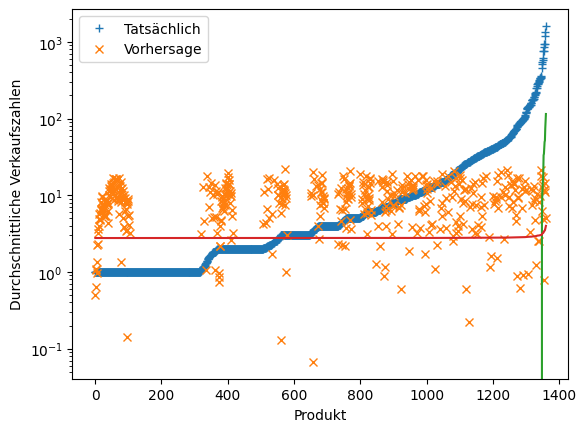 Tatsächlich
Vorhersage
Durchschnittliche Verkaufszahlen
10³
10²
10¹
10⁰
10⁻¹
0 200 400 600 800 1000 1200 1400
Produkt